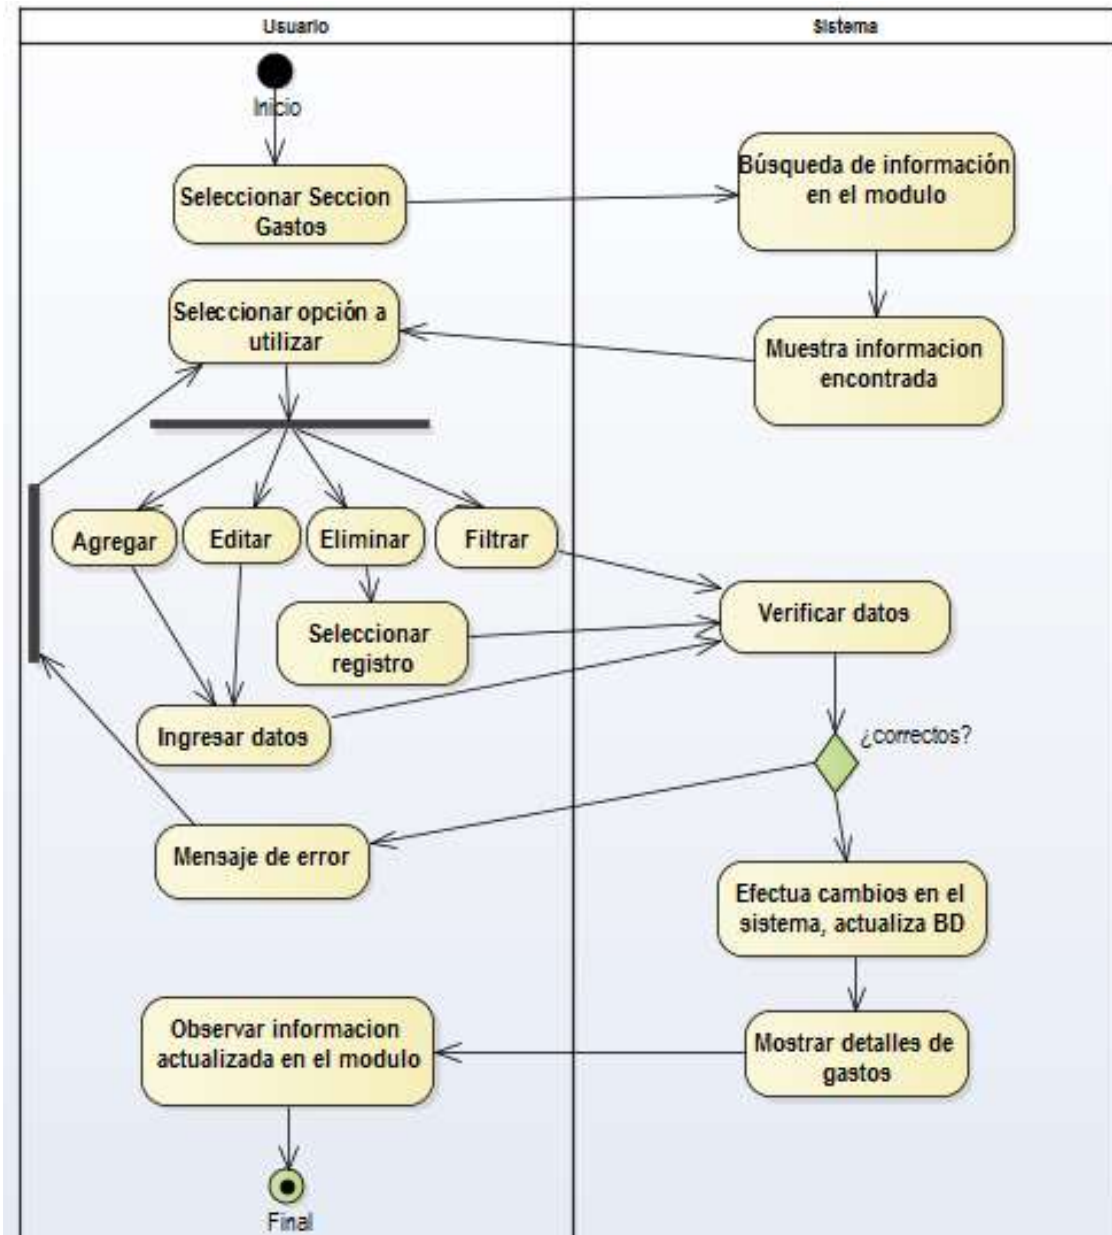 Usuario
Sistema
Inicio
Seleccionar Seccion
Gastos
Búsqueda de información
en el modulo
Seleccionar opción a
utilizar
Muestra informacion
encontrada
Agregar
Editar
Eliminar
Filtrar
Seleccionar
registro
Verificar datos
Ingresar datos
¿correctos?
Mensaje de error
Efectua cambios en el
sistema, actualiza BD
Observar informacion
actualizada en el modulo
Mostrar detalles de
gastos
Final